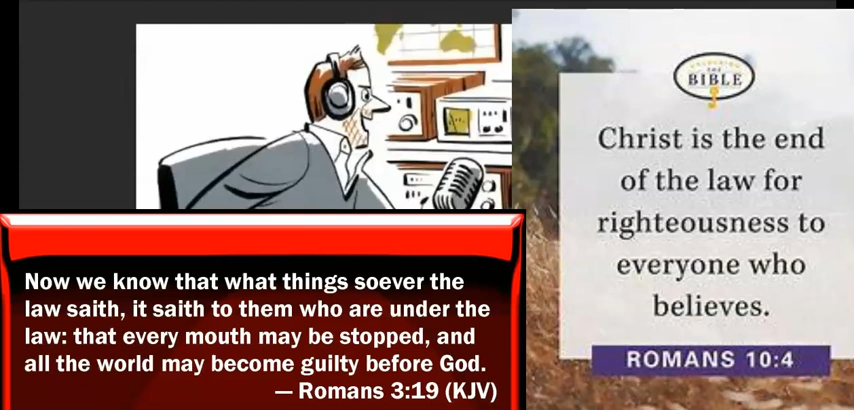 Now we know that what things soever the
law saith, it saith to them who are under the
law: that every mouth may be stopped, and
all the world may become guilty before God.
— Romans 3:19 (KJV)
THE
BIBLE
Christ is the end
of the law for
righteousness to
everyone who
believes.
ROMANS 10:4